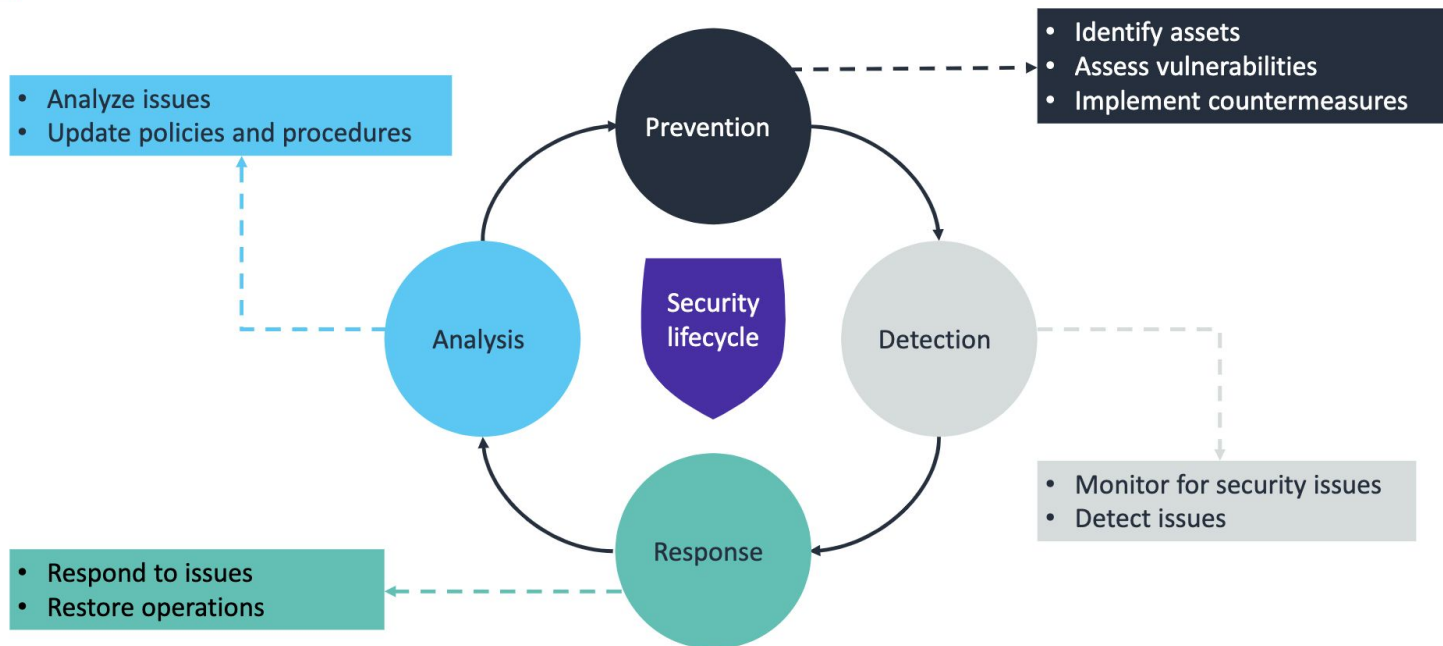 • Identify assets
• Assess vulnerabilities
• Implement countermeasures
• Analyze issues
• Update policies and procedures
Prevention
Security
lifecycle
Analysis
Detection
• Monitor for security issues
• Detect issues
Response
• Respond to issues
• Restore operations